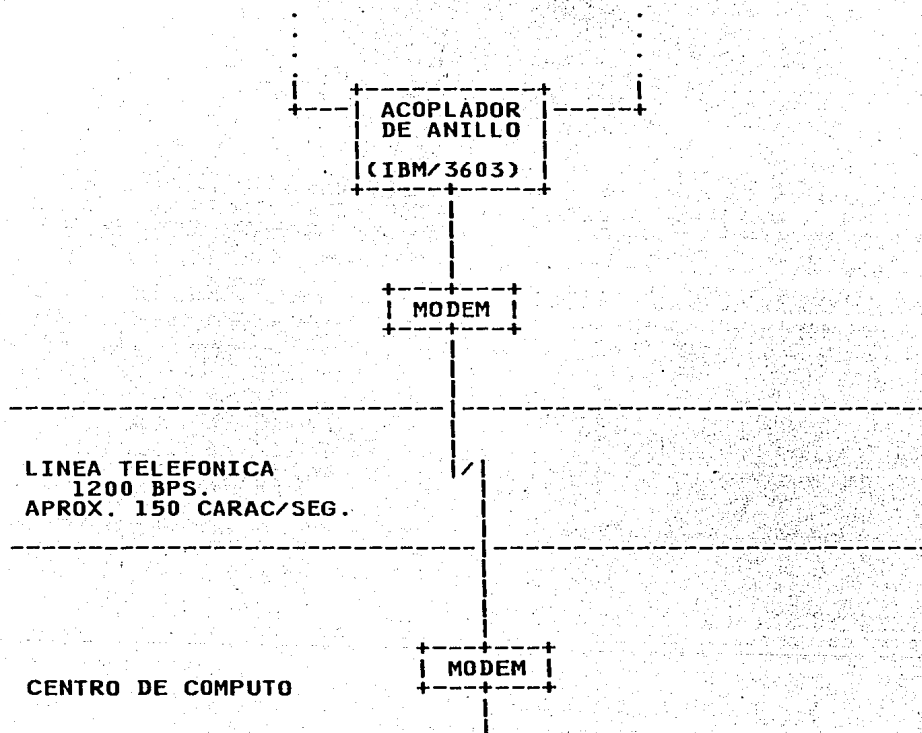 ACOPLADOR
DE ANILLO
(IBM/3603)
MODEM
LINEA TELEFONICA
1200 BPS.
APROX. 150 CARAC/SEG.
MODEM
CENTRO DE COMPUTO